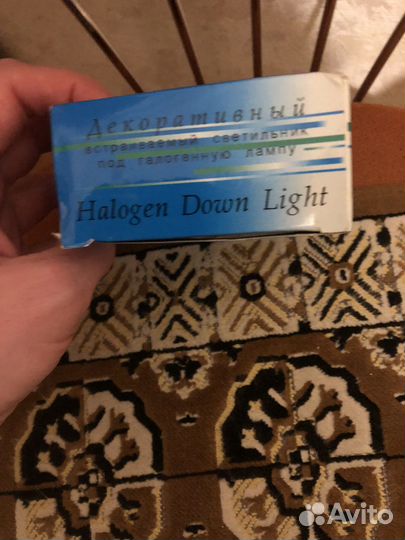 Декоративный
встраиваемый светильник
под галогенную лампу
Halogen Down Light
Avito